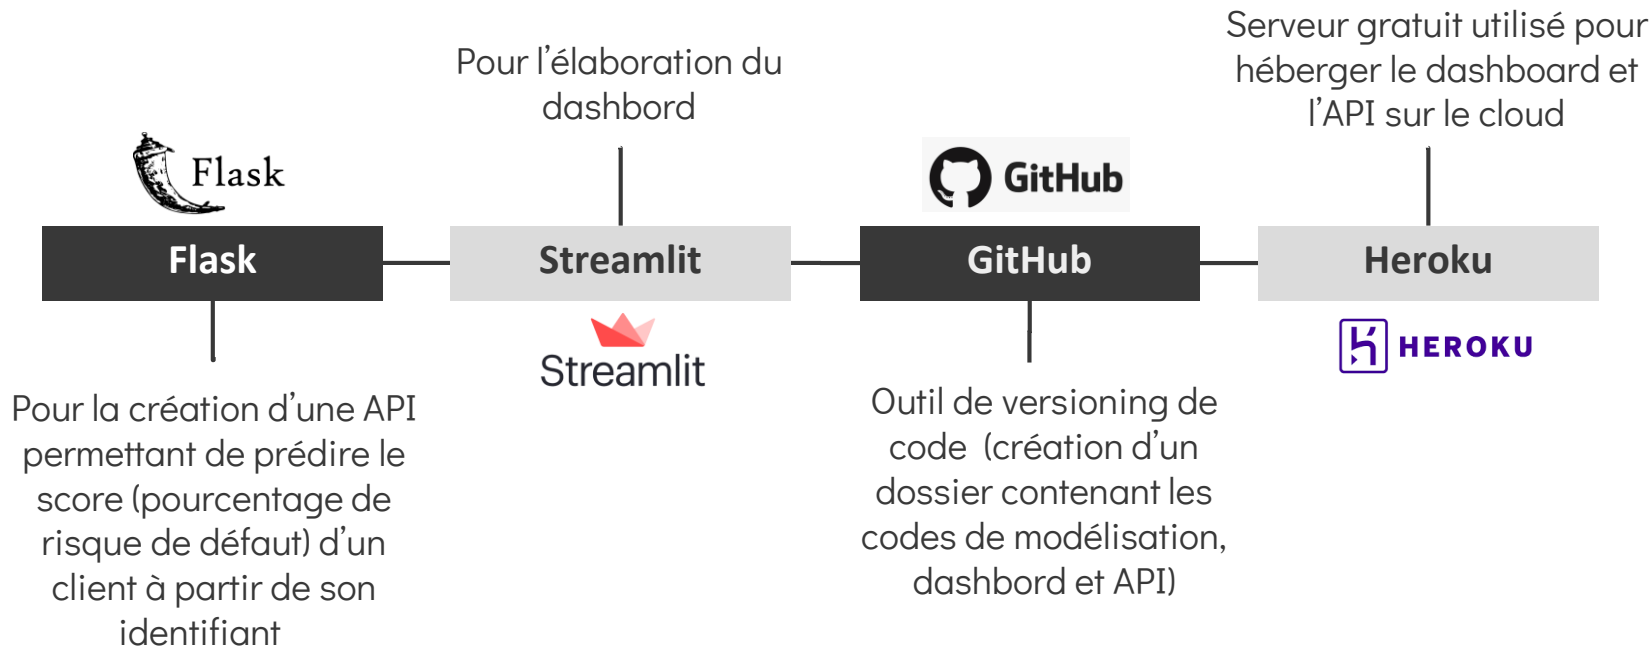 Flask
Flask
Pour la création d’une API
permettant de prédire le
score (pourcentage de
risque de défaut) d’un
client à partir de son
identifiant
Pour l’élaboration du
dashbord
Streamlit
Streamlit
GitHub
GitHub
Outil de versioning de
code (création d’un
dossier contenant les
codes de modélisation,
dashbord et API)
Serveur gratuit utilisé pour
héberger le dashboard et
l’API sur le cloud
Heroku
HEROKU